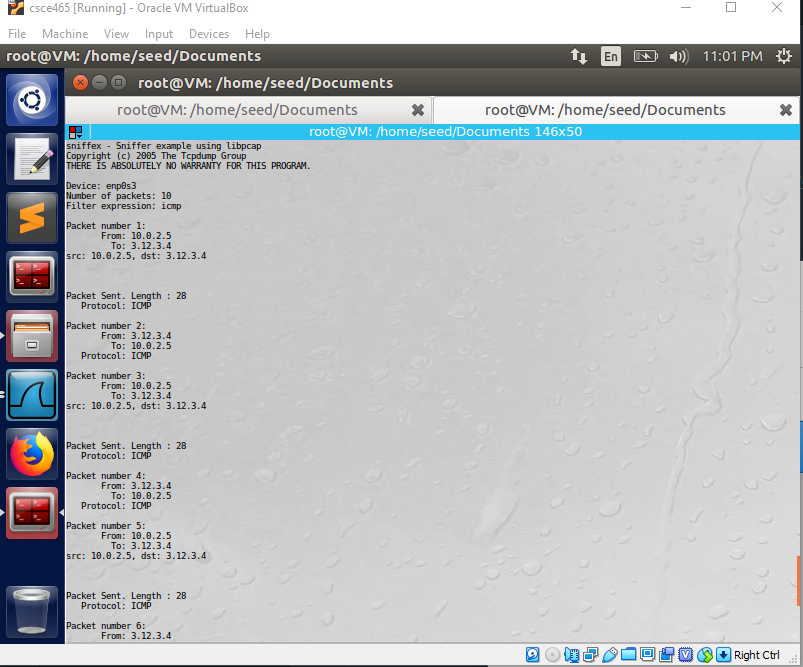 csce465 [Running] - Oracle VM VirtualBox
File Machine View Input Devices Help
root@VM: /home/seed/Documents En 11:01 PM
root@VM: /home/seed/Documents
root@VM: /home/seed/Documents root@VM: /home/seed/Documents
root@VM: /home/seed/Documents 146x50
sniffex - Sniffer example using libpcap
Copyright (c) 2005 The Tcpdump Group
THERE IS ABSOLUTELY NO WARRANTY FOR THIS PROGRAM.
Device: enp0s3
Number of packets: 10
Filter expression: icmp
Packet number 1:
From: 10.0.2.5
To: 3.12.3.4
src: 10.0.2.5, dst: 3.12.3.4
Packet Sent. Length : 28
Protocol: ICMP
Packet number 2:
From: 3.12.3.4
To: 10.0.2.5
Protocol: ICMP
Packet number 3:
From: 10.0.2.5
To: 3.12.3.4
src: 10.0.2.5, dst: 3.12.3.4
Packet Sent. Length : 28
Protocol: ICMP
Packet number 4:
From: 3.12.3.4
To: 10.0.2.5
Protocol: ICMP
Packet number 5:
From: 10.0.2.5
To: 3.12.3.4
src: 10.0.2.5, dst: 3.12.3.4
Packet Sent. Length : 28
Protocol: ICMP
Packet number 6:
From: 3.12.3.4
Right Ctrl